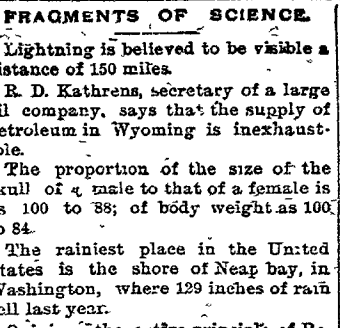 FRAGMENTS OF SCIENCE.
Lightning is believed to be visible a
istance of 150 miles.
R. D. Kathrens, secretary of a large
il company, says that the supply of
etroleum in Wyoming is inexhaust-
ble.
The proportion of the size of the
kull of a male to that of a female is
s 100 to 88; of body weight as 100
o 84.
The rainiest place in the United
tates is the shore of Neap bay, in
Washington, where 129 inches of rain
ell last year.